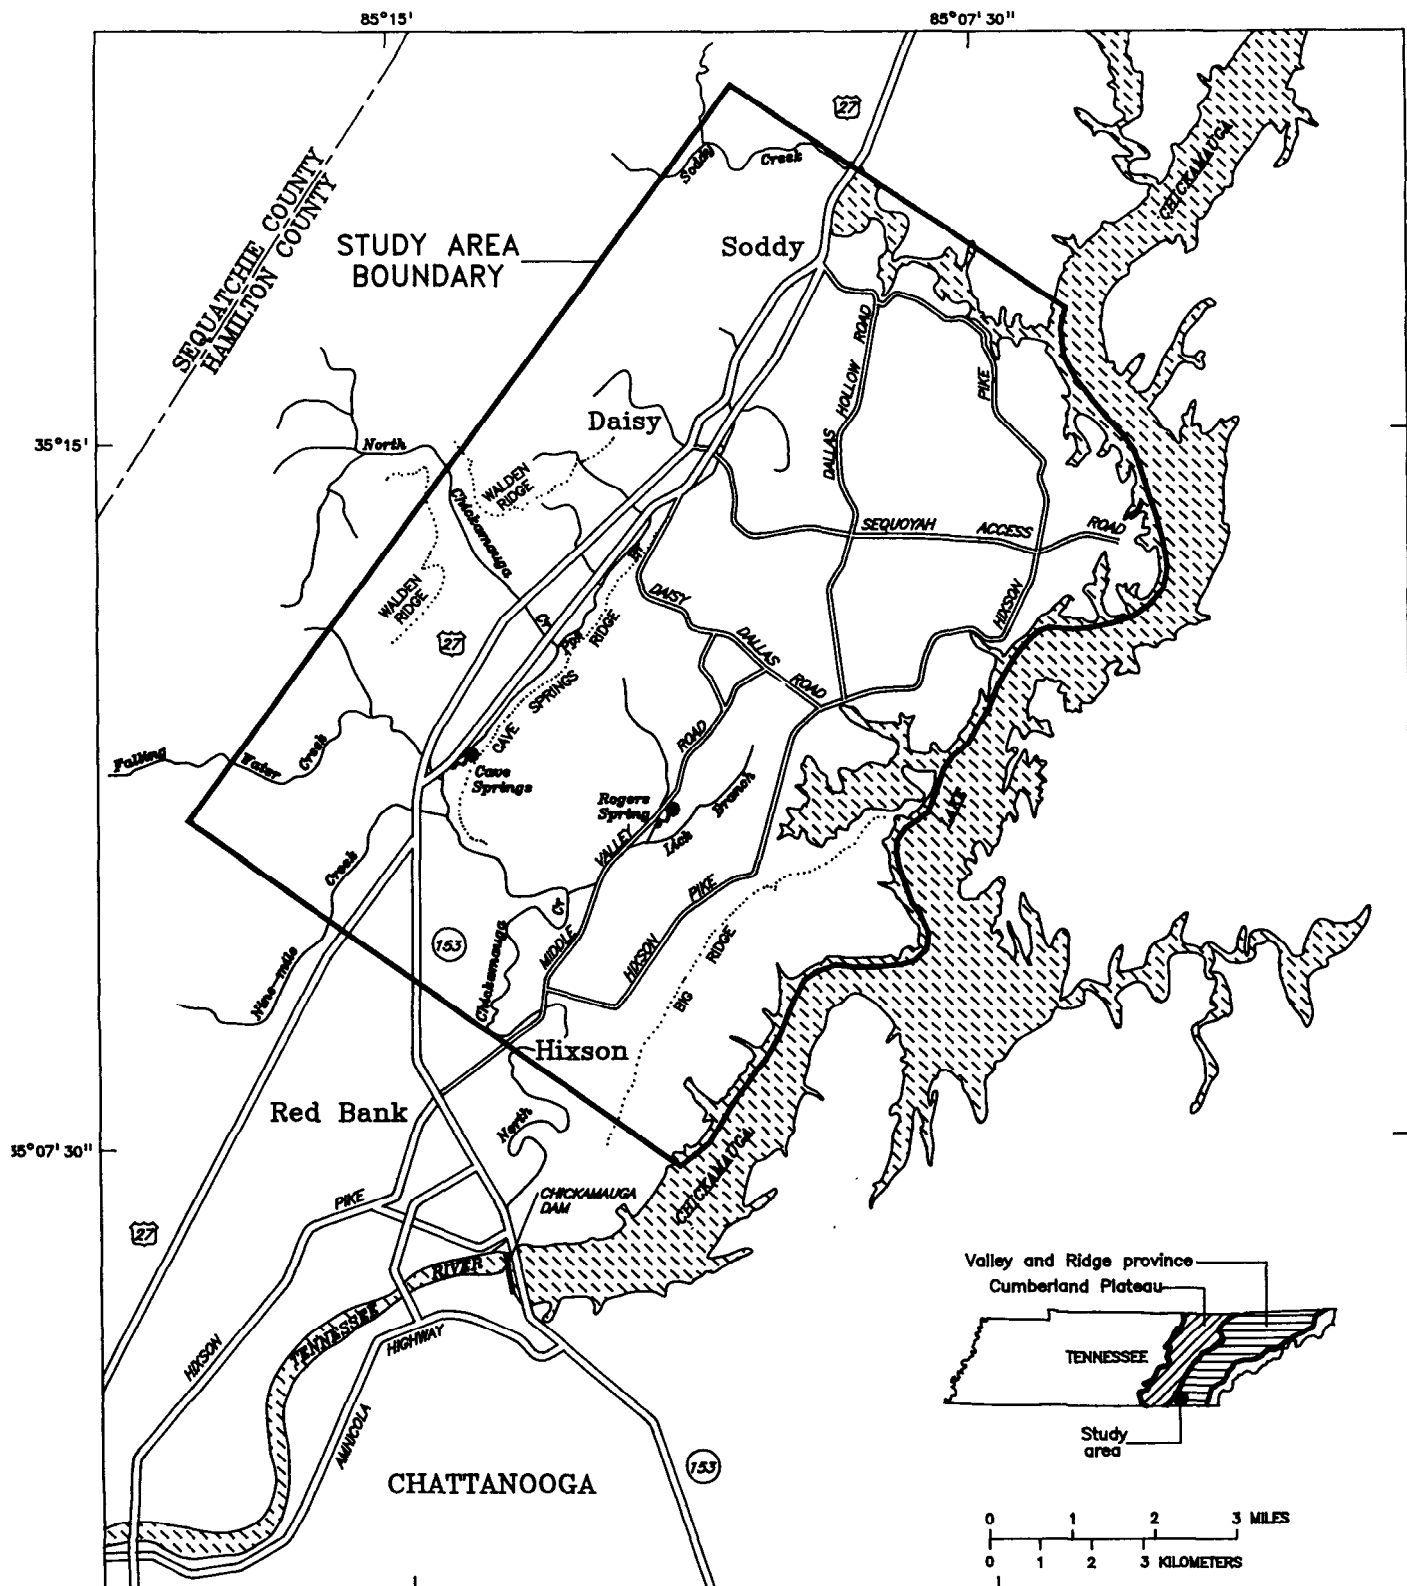 85°15'
85°07'30"
27
CHICKAMAUGA
Soddy
Creek
SEQUATCHIE COUNTY
HAMILTON COUNTY
STUDY AREA
BOUNDARY
Soddy
ROAD
HOLLOW
DALLAS
PIKE
Daisy
35°15'
North
WALDEN
RIDGE
Chickamauga
SEQUOYAH
ACCESS
ROAD
WALDEN
RIDGE
27
Cr
Poe
Br
RIDGE
SPRINGS
CAVE
DAISY
DALLAS
ROAD
HIXSON
Falling
Water
Creek
Cave
Springs
Rogers
Spring
ROAD
VALLEY
MIDDLE
Lick
Branch
LAKE
Creek
Nine-mile
153
Chickamauga
Cr
PIKE
HIXSON
RIDGE
BIG
Hixson
Red Bank
North
35°07'30"
CHICKAMAUGA
CHICKAMAUGA
DAM
PIKE
27
HIXSON
TENNESSEE
RIVER
HIGHWAY
AMNICOLA
CHATTANOOGA
153
Valley and Ridge province
Cumberland Plateau
TENNESSEE
Study
area
0 1 2 3 MILES
0 1 2 3 KILOMETERS